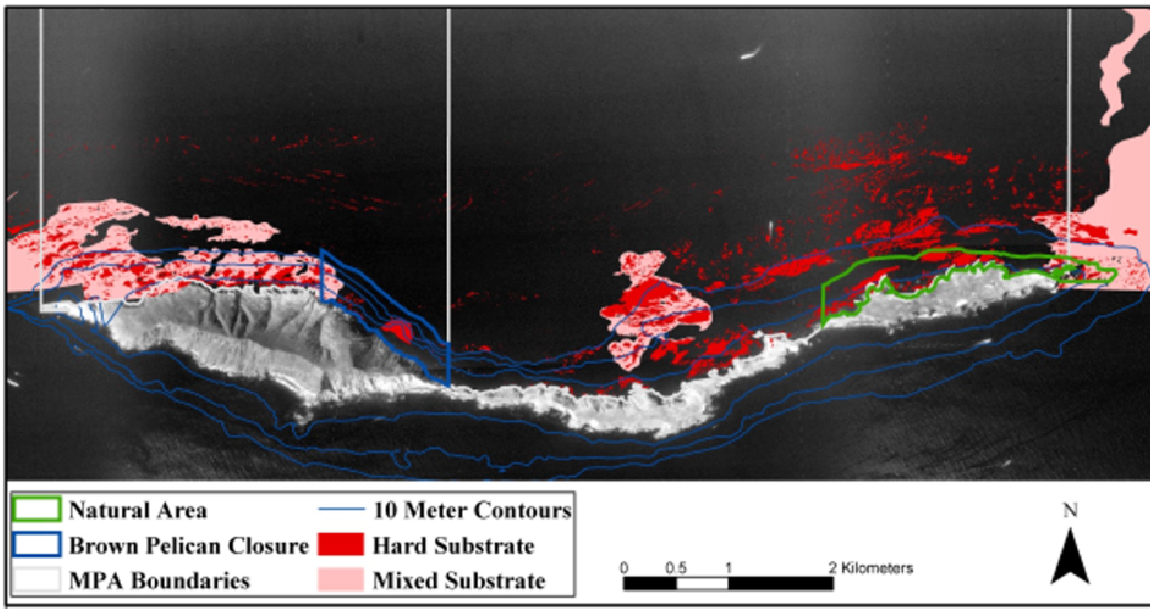 Natural Area
10 Meter Contours
Brown Pelican Closure
Hard Substrate
MPA Boundaries
Mixed Substrate
N
0 0.5 1 2 Kilometers